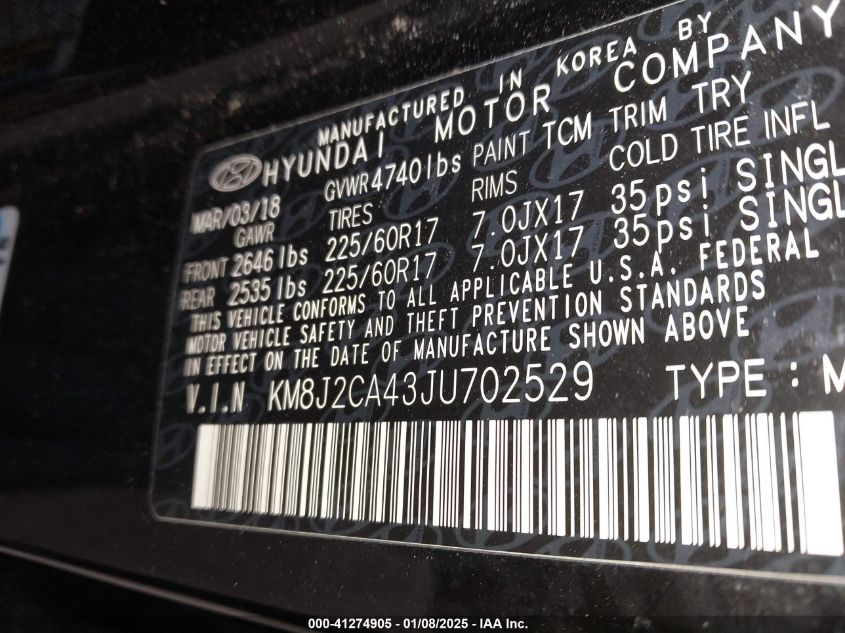 MANUFACTURED IN KOREA BY
HYUNDAI MOTOR COMPANY
MAR/03/18 GVWR 4740 lbs PAINT TCM TRIM TRY
GAWR TIRES RIMS COLD TIRE INFL
FRONT 2646 lbs 225/60R17 7.0JX17 35psi SINGL
REAR 2535 lbs 225/60R17 7.0JX17 35psi SINGL
THIS VEHICLE CONFORMS TO ALL APPLICABLE U.S.A. FEDERAL
MOTOR VEHICLE SAFETY AND THEFT PREVENTION STANDARDS
IN EFFECT ON THE DATE OF MANUFACTURE SHOWN ABOVE
V.I.N KM8J2CA43JU702529 TYPE : M
000-41274905 - 01/08/2025 - IAA Inc.